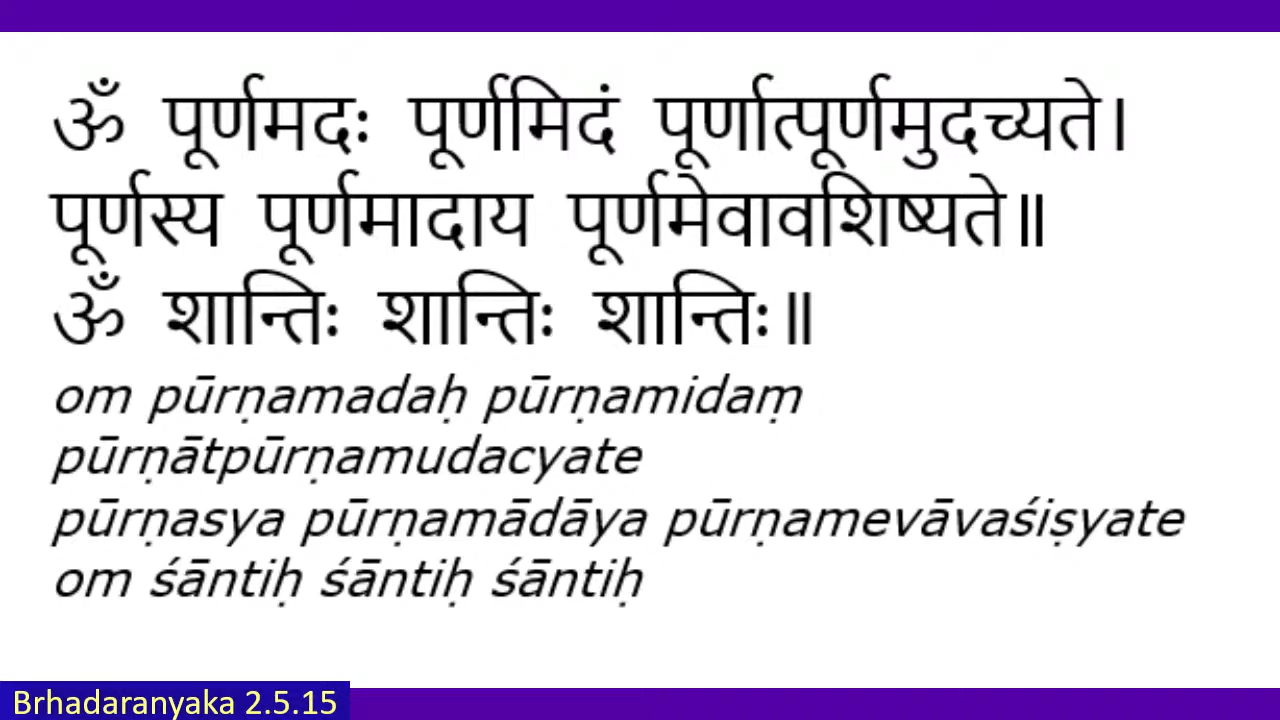 ॐ पूर्णमदः पूर्णमिदं पूर्णात्पूर्णमुदच्यते।
पूर्णस्य पूर्णमादाय पूर्णमेवावशिष्यते॥
ॐ शान्तिः शान्तिः शान्तिः॥
om pūrṇamadaḥ pūrṇamidaṃ
pūrṇātpūrṇamudacyate
pūrṇasya pūrṇamādāya pūrṇamevāvaśiṣyate
om śāntiḥ śāntiḥ śāntiḥ
Brhadaranyaka 2.5.15